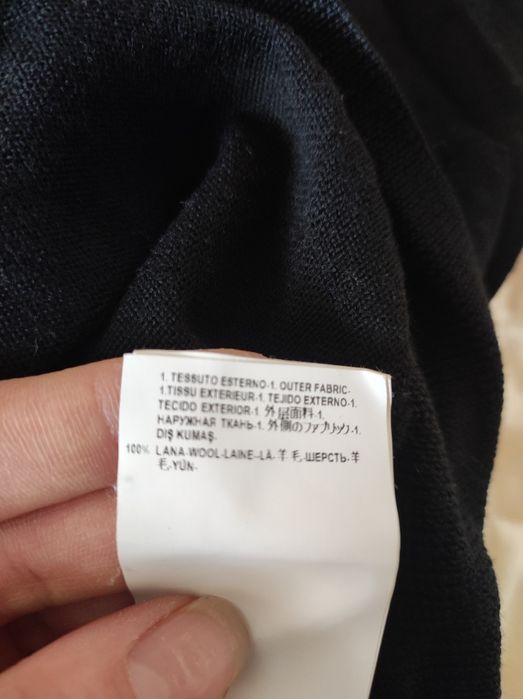 1. TESSUTO ESTERNO-1. OUTER FABRIC-
1.TISSU EXTERIEUR-1.TEJIDO EXTERNO-1.
TECIDO EXTERIOR-1.外层面料-1.
НАРУЖНАЯ ТКАНЬ-1.外側のファブリック-1.
DIŞ KUMAŞ-
100% LANA-WOOL-LAINE-LÃ-羊毛-ШЕРСТЬ-羊
毛-YÜN-